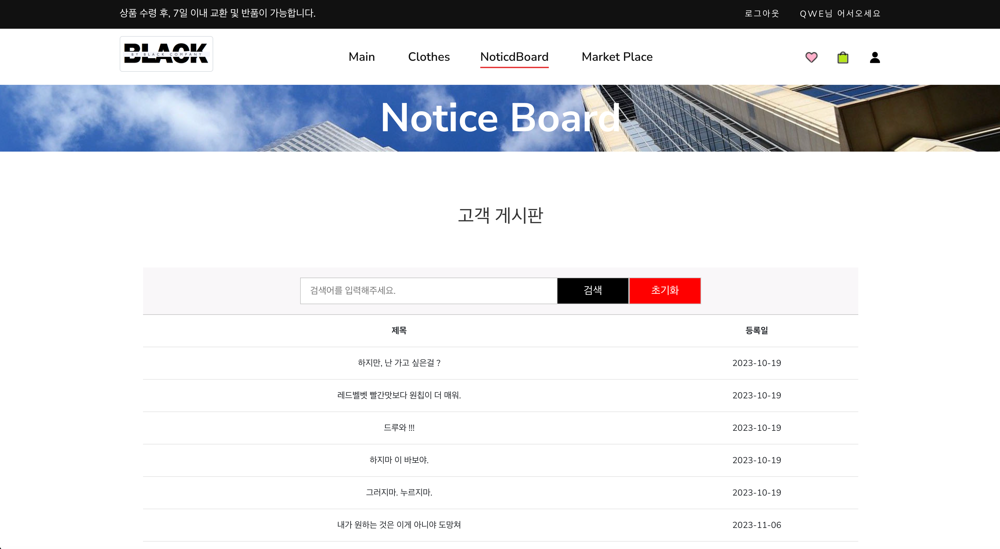 상품 수령 후, 7일 이내 교환 및 반품이 가능합니다.
로그아웃 QWE님 어서오세요
BLACK
BY BLACK COMPANY
Main Clothes NoticdBoard Market Place
Notice Board
고객 게시판
검색어를 입력해주세요. 검색 초기화
제목 등록일
하지만, 난 가고 싶은걸 ? 2023-10-19
레드벨벳 빨간맛보다 원칩이 더 매워. 2023-10-19
드루와 !!! 2023-10-19
하지마 이 바보야. 2023-10-19
그러지마. 누르지마. 2023-10-19
내가 원하는 것은 이게 아니야 도망쳐 2023-11-06